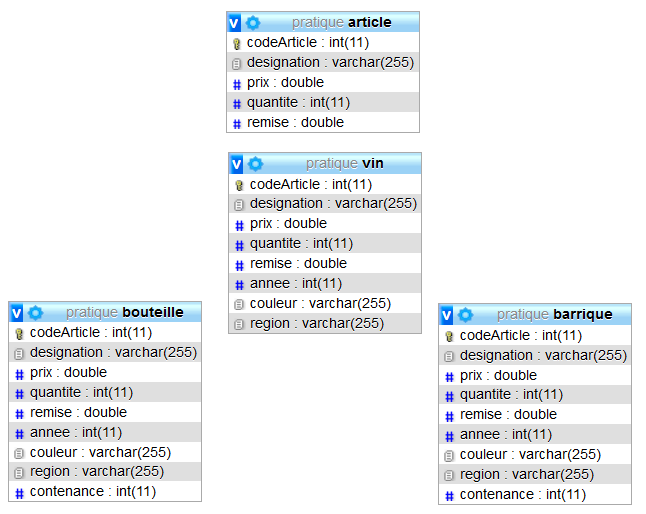 v pratique article
codeArticle : int(11)
designation : varchar(255)
# prix : double
# quantite : int(11)
# remise : double
v pratique vin
codeArticle : int(11)
designation : varchar(255)
# prix : double
# quantite : int(11)
# remise : double
# annee : int(11)
couleur : varchar(255)
region : varchar(255)
v pratique bouteille
codeArticle : int(11)
designation : varchar(255)
# prix : double
# quantite : int(11)
# remise : double
# annee : int(11)
couleur : varchar(255)
region : varchar(255)
# contenance : int(11)
v pratique barrique
codeArticle : int(11)
designation : varchar(255)
# prix : double
# quantite : int(11)
# remise : double
# annee : int(11)
couleur : varchar(255)
region : varchar(255)
# contenance : int(11)